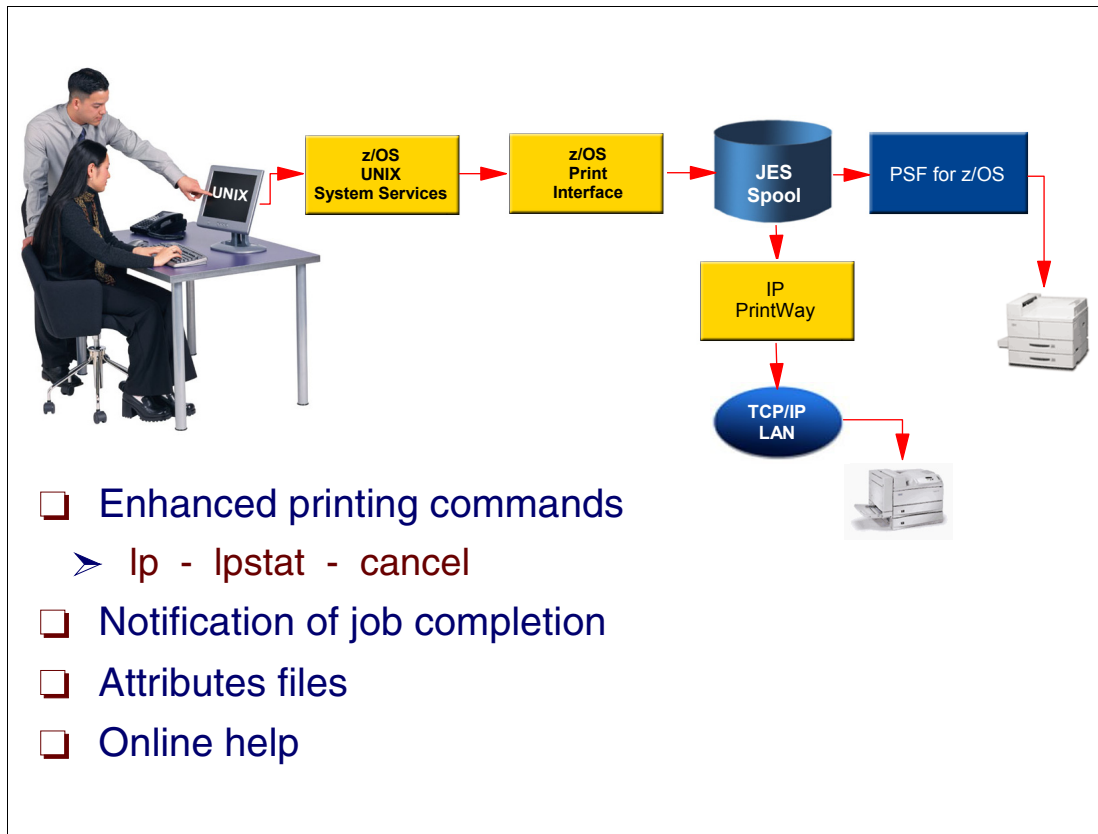 UNIX
z/OS
UNIX
System Services
z/OS
Print
Interface
JES
Spool
PSF for z/OS
IP
PrintWay
TCP/IP
LAN
Enhanced printing commands
lp - lpstat - cancel
Notification of job completion
Attributes files
Online help